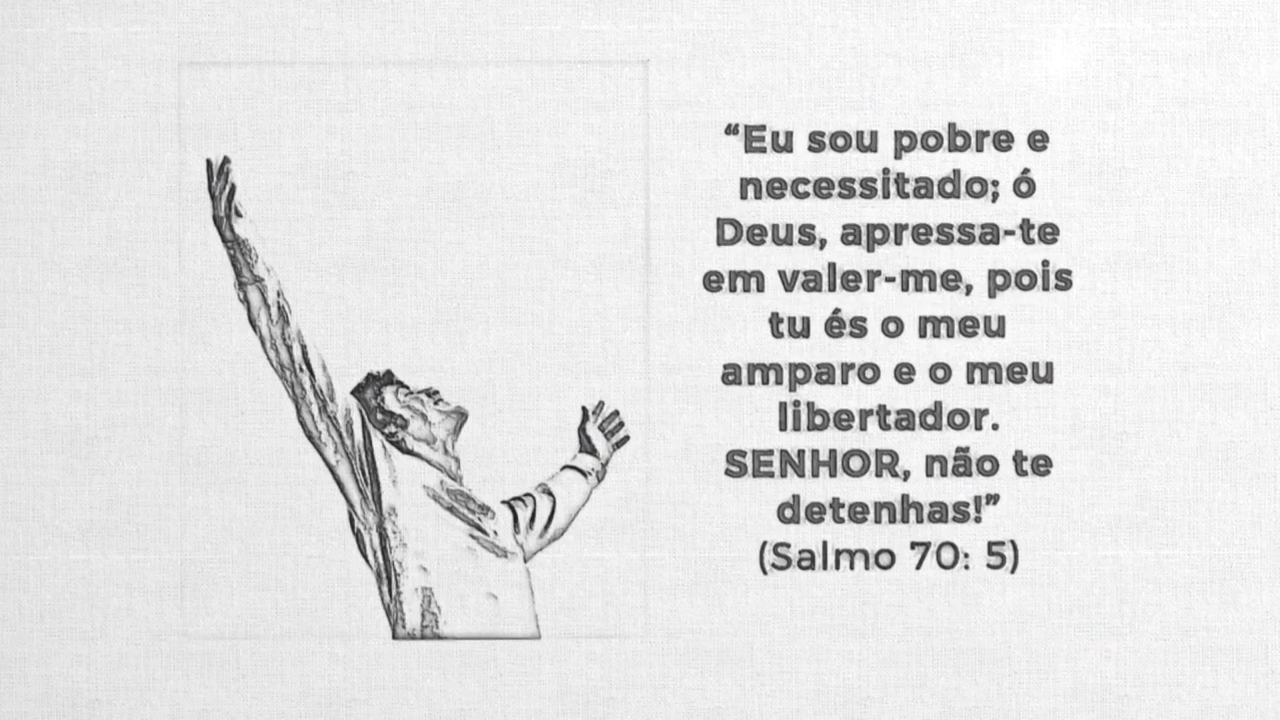 “Eu sou pobre e
necessitado; ó
Deus, apressa-te
em valer-me, pois
tu és o meu
amparo e o meu
libertador.
SENHOR, não te
detenhas!”
(Salmo 70: 5)